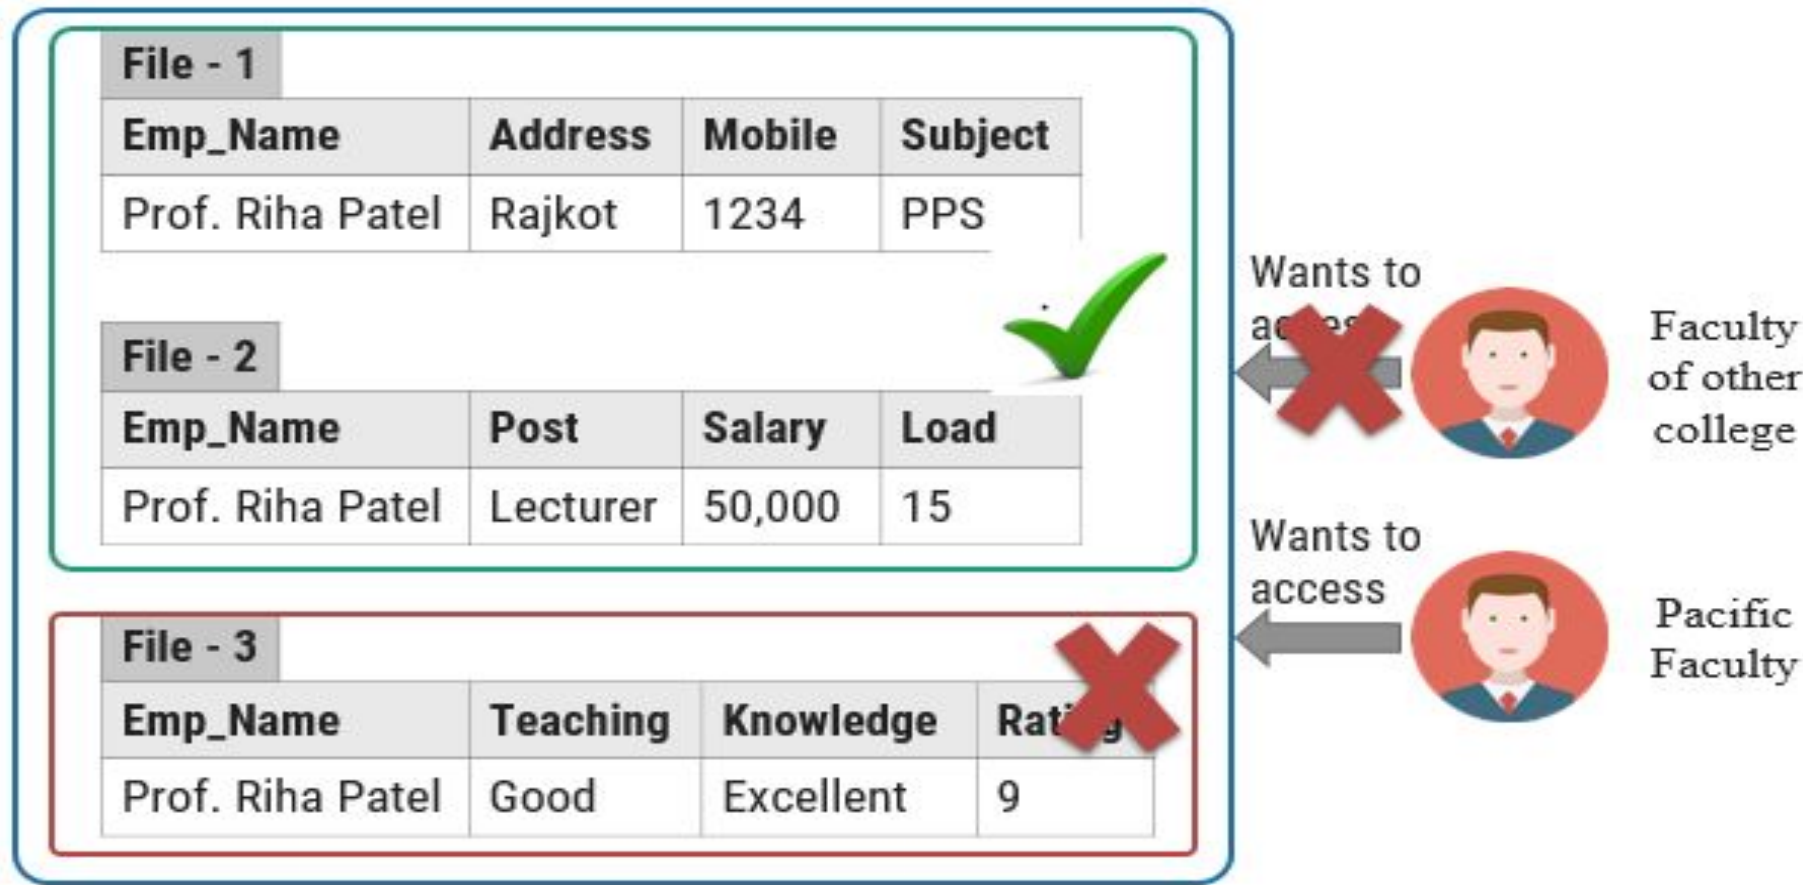 File - 1
Emp_Name Address Mobile Subject
Prof. Riha Patel Rajkot 1234 PPS
File - 2
Emp_Name Post Salary Load
Prof. Riha Patel Lecturer 50,000 15
File - 3
Emp_Name Teaching Knowledge Rating
Prof. Riha Patel Good Excellent 9
Wants to
access
Faculty
of other
college
Wants to
access
Pacific
Faculty